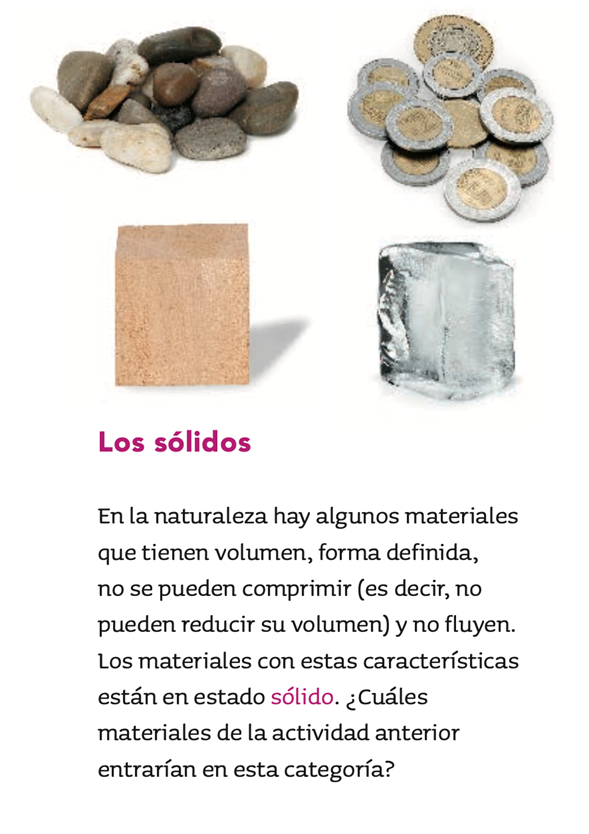 Los sólidos
En la naturaleza hay algunos materiales
que tienen volumen, forma definida,
no se pueden comprimir (es decir, no
pueden reducir su volumen) y no fluyen.
Los materiales con estas características
están en estado sólido. ¿Cuáles
materiales de la actividad anterior
entrarían en esta categoría?